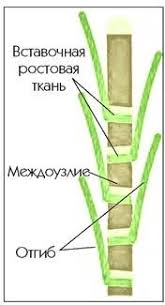 Вставочная
ростовая
ткань
Междоузлие
Отгиб